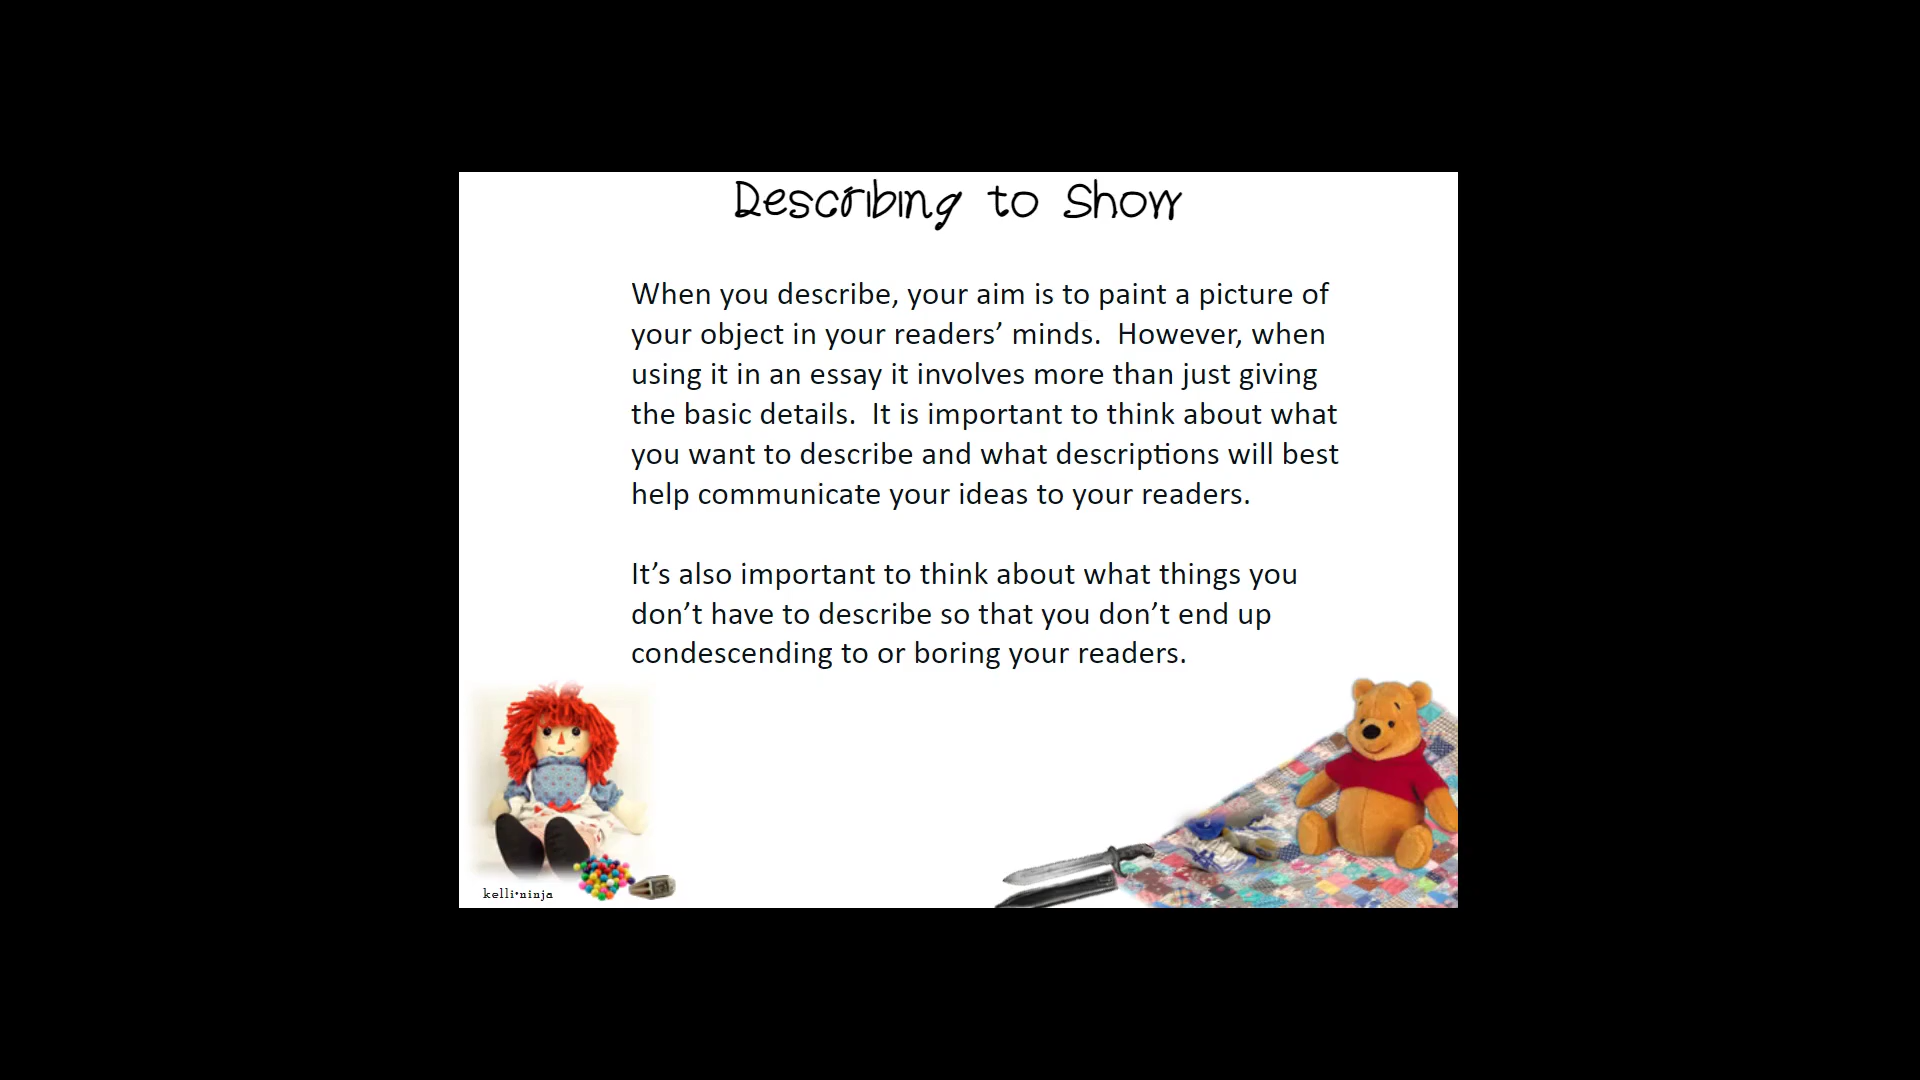 Describing to Show
When you describe, your aim is to paint a picture of
your object in your readers’ minds.  However, when
using it in an essay it involves more than just giving
the basic details.  It is important to think about what
you want to describe and what descriptions will best
help communicate your ideas to your readers.
It’s also important to think about what things you
don’t have to describe so that you don’t end up
condescending to or boring your readers.
kelli•ninja